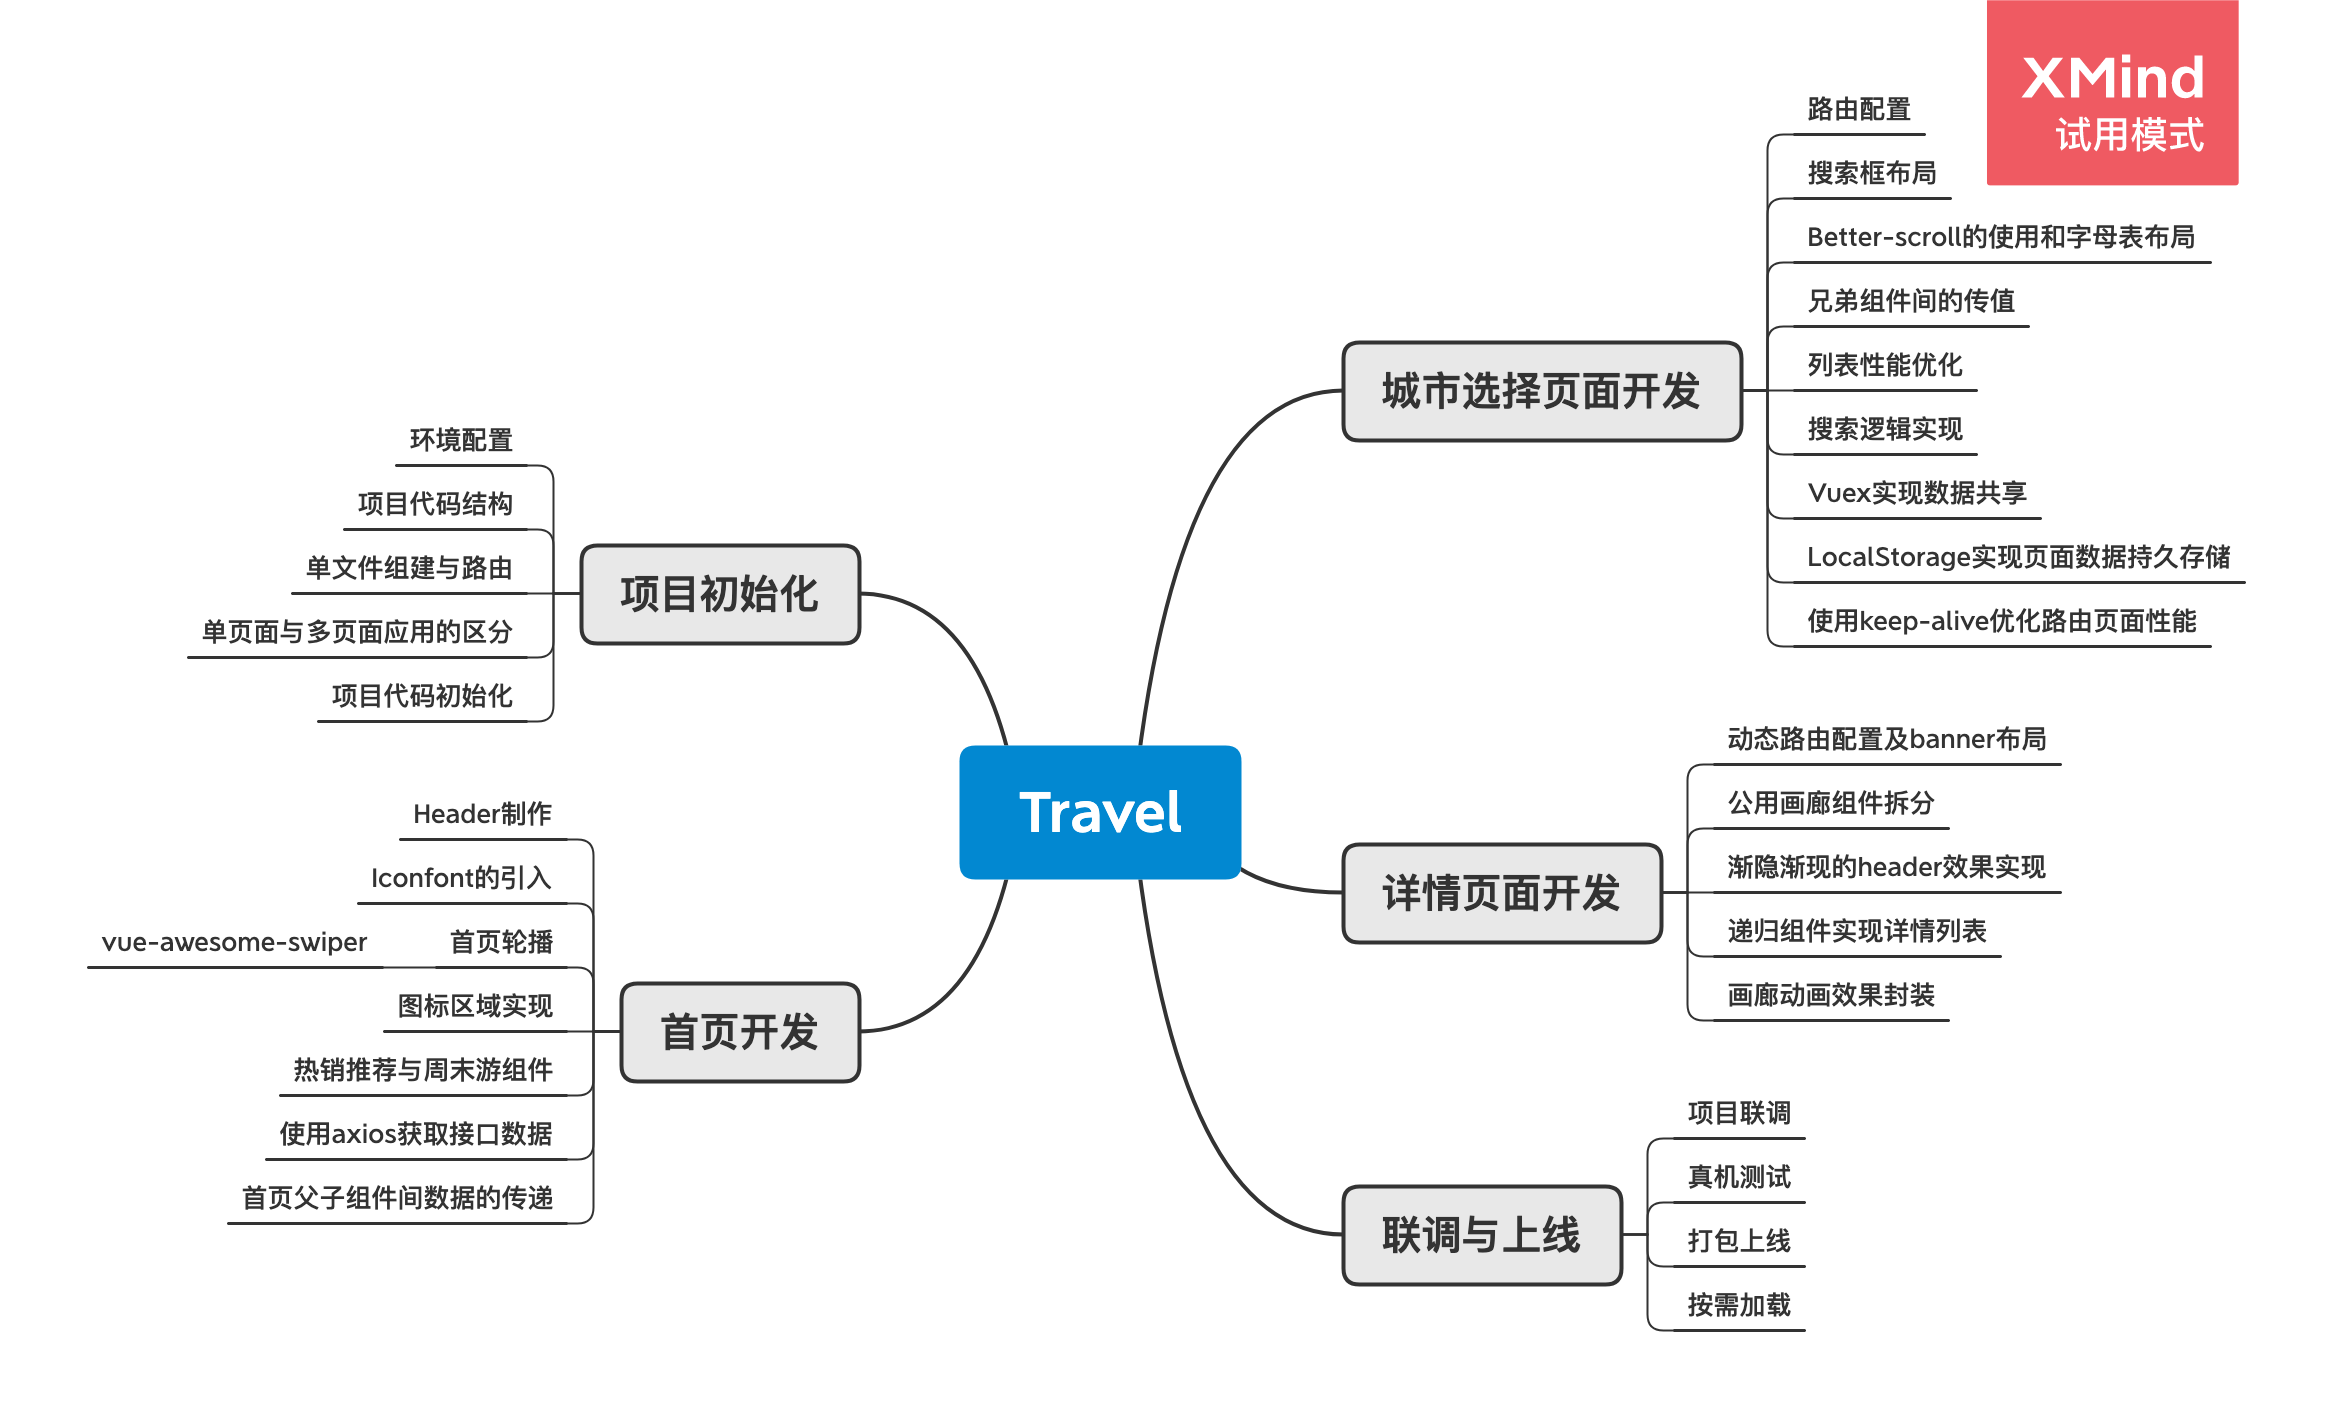 XMind
试用模式
Travel
项目初始化
环境配置
项目代码结构
单文件组建与路由
单页面与多页面应用的区分
项目代码初始化
首页开发
Header制作
Iconfont的引入
首页轮播
vue-awesome-swiper
图标区域实现
热销推荐与周末游组件
使用axios获取接口数据
首页父子组件间数据的传递
城市选择页面开发
路由配置
搜索框布局
Better-scroll的使用和字母表布局
兄弟组件间的传值
列表性能优化
搜索逻辑实现
Vuex实现数据共享
LocalStorage实现页面数据持久存储
使用keep-alive优化路由页面性能
详情页面开发
动态路由配置及banner布局
公用画廊组件拆分
渐隐渐现的header效果实现
递归组件实现详情列表
画廊动画效果封装
联调与上线
项目联调
真机测试
打包上线
按需加载